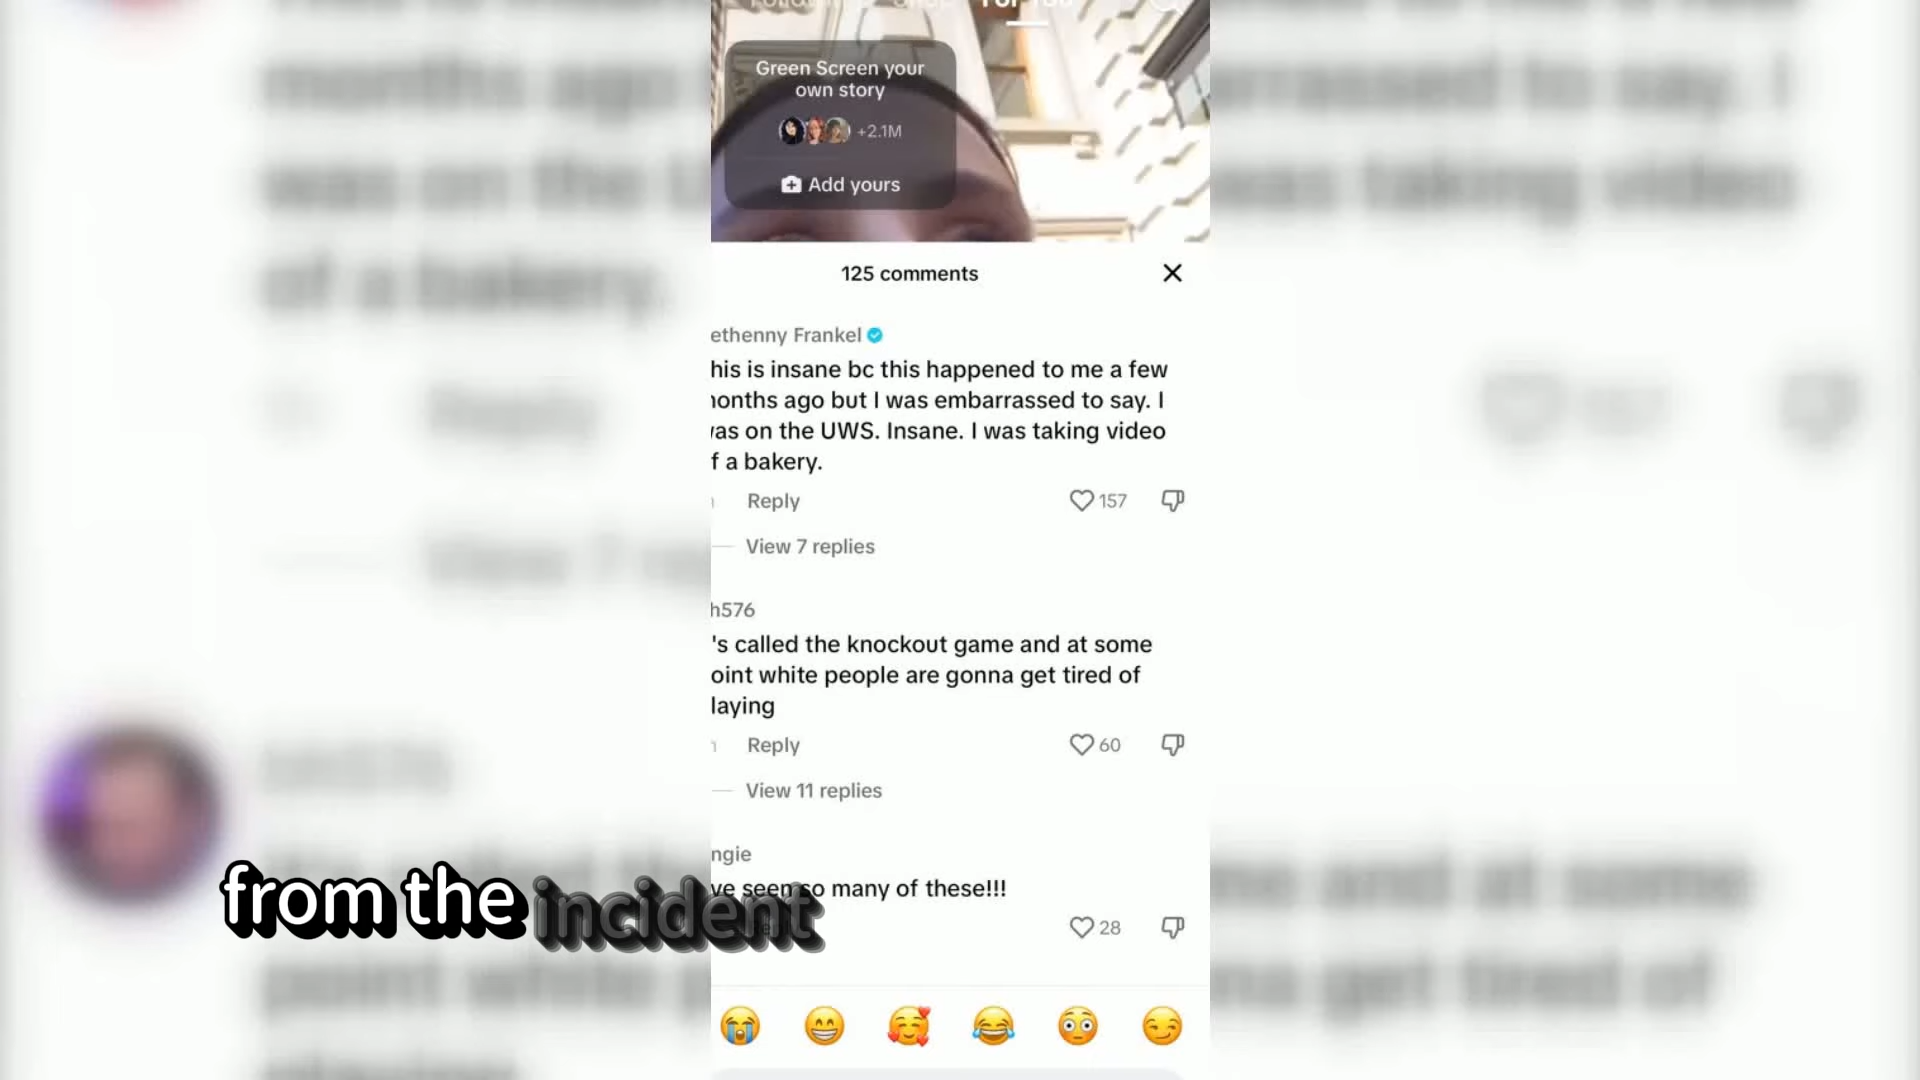 Green Screen your
own story
+2.1M
Add yours
125 comments
ethenny Frankel
his is insane bc this happened to me a few
onths ago but I was embarrassed to say. I
as on the UWS. Insane. I was taking video
f a bakery.
Reply
157
View 7 replies
h576
's called the knockout game and at some
oint white people are gonna get tired of
laying
Reply
60
View 11 replies
ngie
ve seen so many of these!!!
28
from the incident